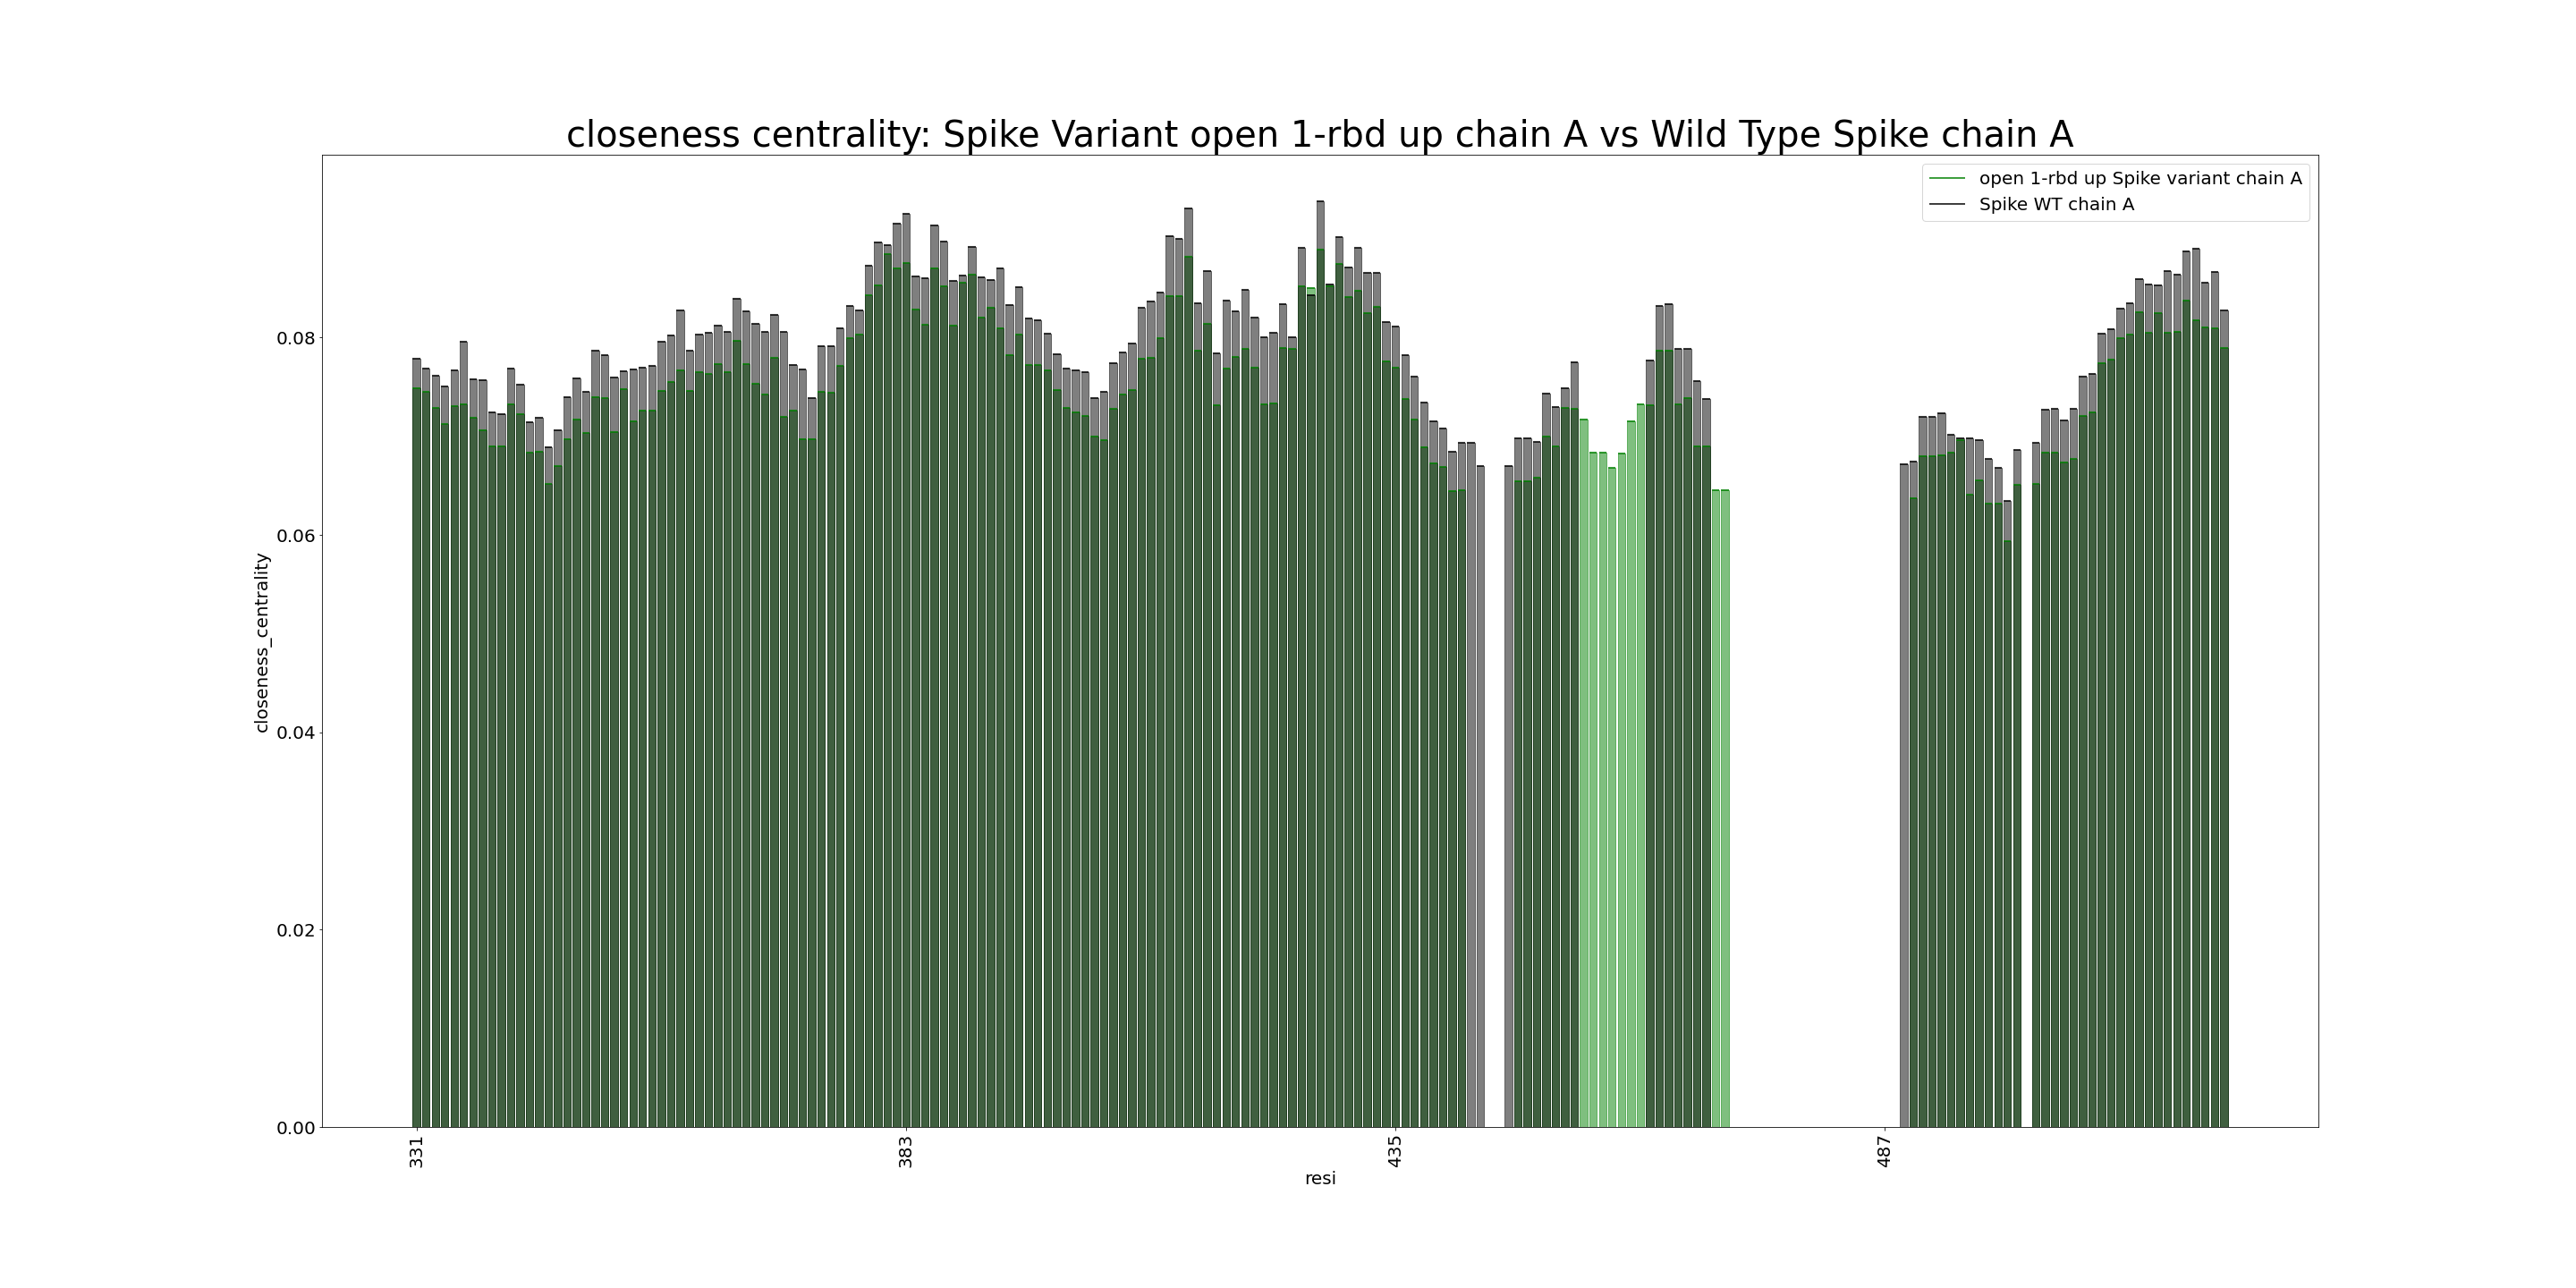 closeness centrality: Spike Variant open 1-rbd up chain A vs Wild Type Spike chain A
open 1-rbd up Spike variant chain A
Spike WT chain A
0.08
0.06
0.04
0.02
0.00
closeness_centrality
331
383
435
487
resi